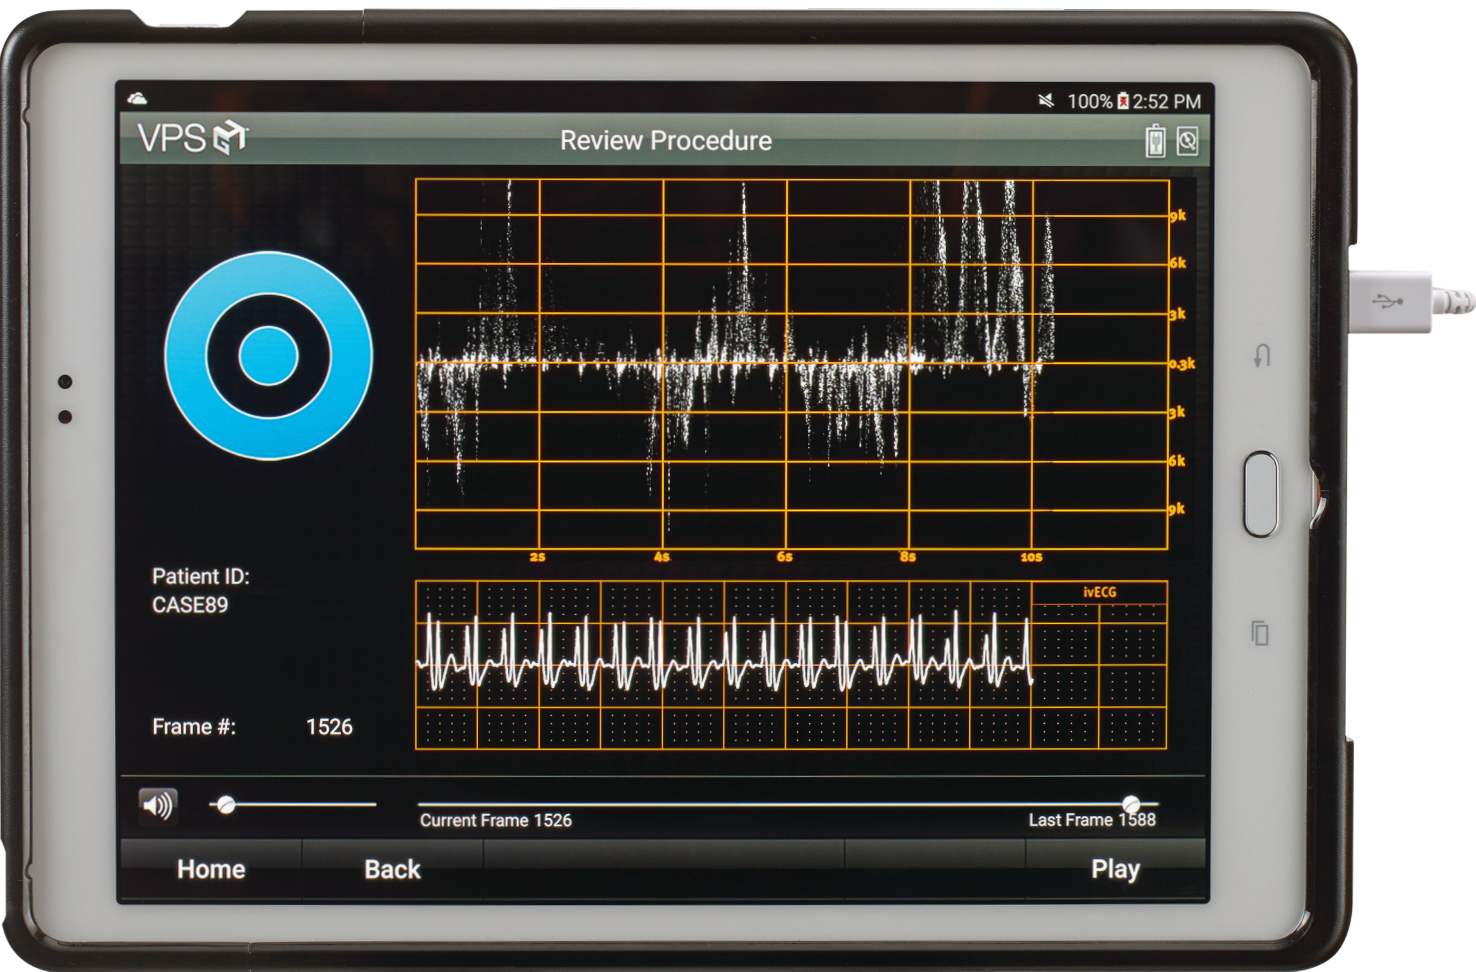 100% 2:52 PM
VPS G4™
Review Procedure
9k
6k
3k
0.3k
3k
6k
9k
2s 4s 6s 8s 10s
ivECG
Patient ID:
CASE89
Frame #: 1526
Current Frame 1526
Last Frame 1588
Home
Back
Play